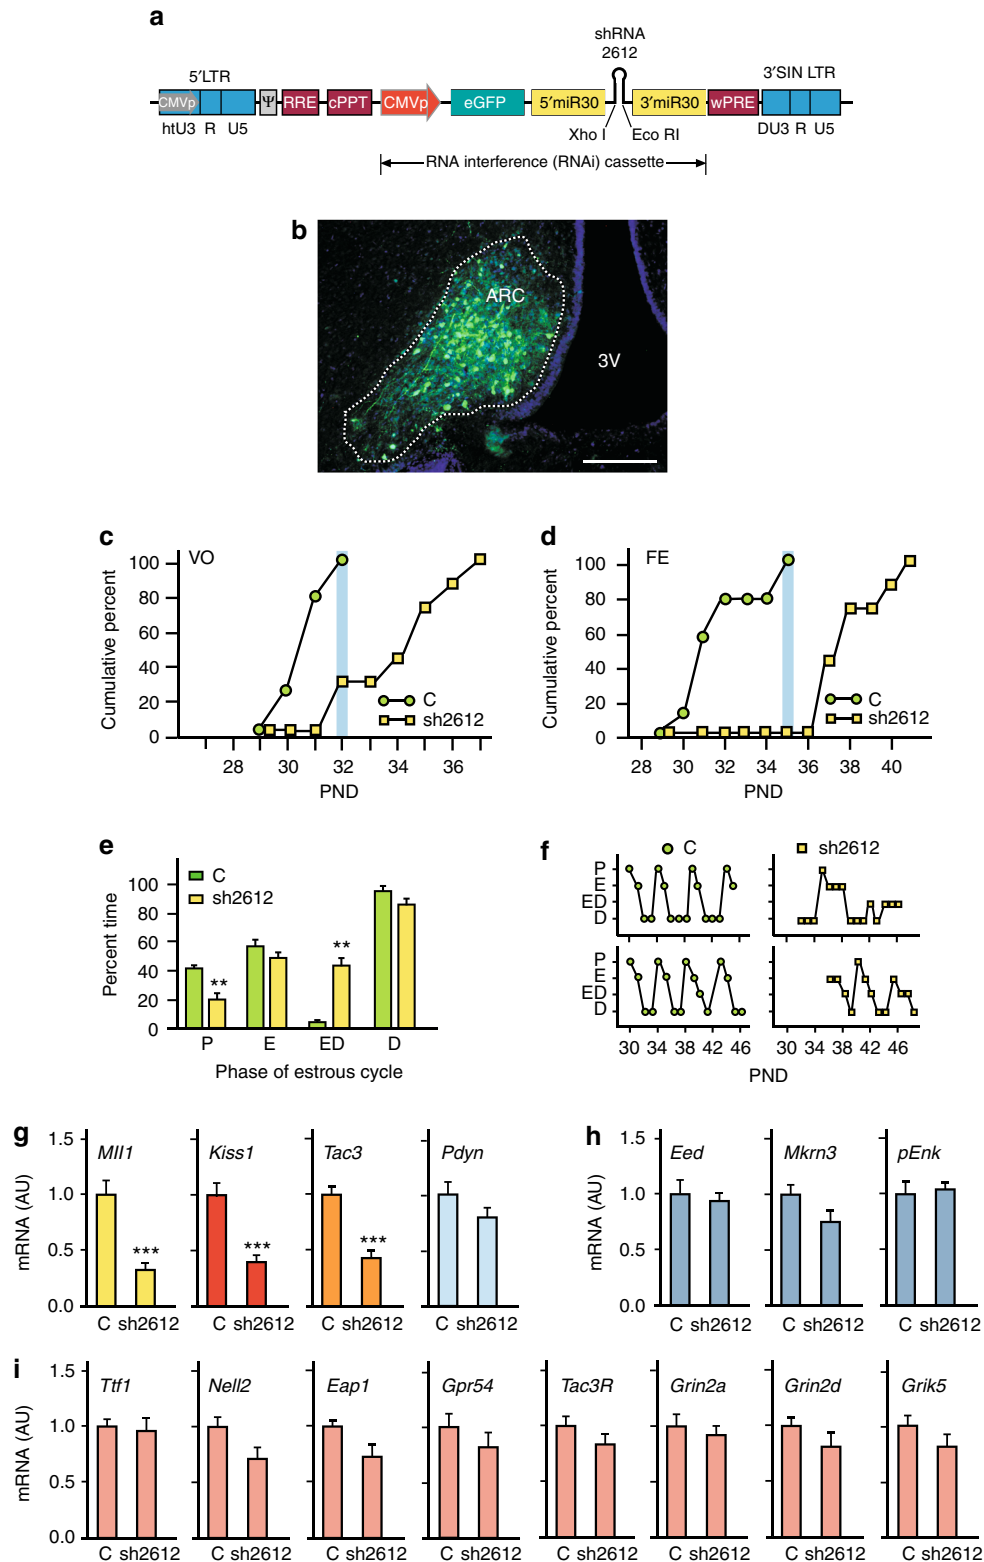 a
shRNA
2612
5′LTR
3′SIN LTR
CMVp
Ψ
RRE
cPPT
CMVp
eGFP
5′miR30
3′miR30
wPRE
htU3 R U5
Xho I
Eco RI
DU3 R U5
RNA interference (RNAi) cassette
b
ARC
3V
c
VO
Cumulative percent
100
80
60
40
20
0
C
sh2612
28 30 32 34 36
PND
d
FE
Cumulative percent
100
80
60
40
20
0
C
sh2612
28 30 32 34 36 38 40
PND
e
C
sh2612
Percent time
100
80
60
40
20
0
**
**
P E ED D
Phase of estrous cycle
f
C
sh2612
P
E
ED
D
P
E
ED
D
30 34 38 42 46
30 34 38 42 46
PND
g
mRNA (AU)
1.5
1.0
0.5
0.0
Mll1
Kiss1
Tac3
Pdyn
***
***
***
C sh2612
C sh2612
C sh2612
C sh2612
h
mRNA (AU)
1.5
1.0
0.5
0.0
Eed
Mkrn3
pEnk
C sh2612
C sh2612
C sh2612
i
mRNA (AU)
1.5
1.0
0.5
0.0
Ttf1
Nell2
Eap1
Gpr54
Tac3R
Grin2a
Grin2d
Grik5
C sh2612
C sh2612
C sh2612
C sh2612
C sh2612
C sh2612
C sh2612
C sh2612